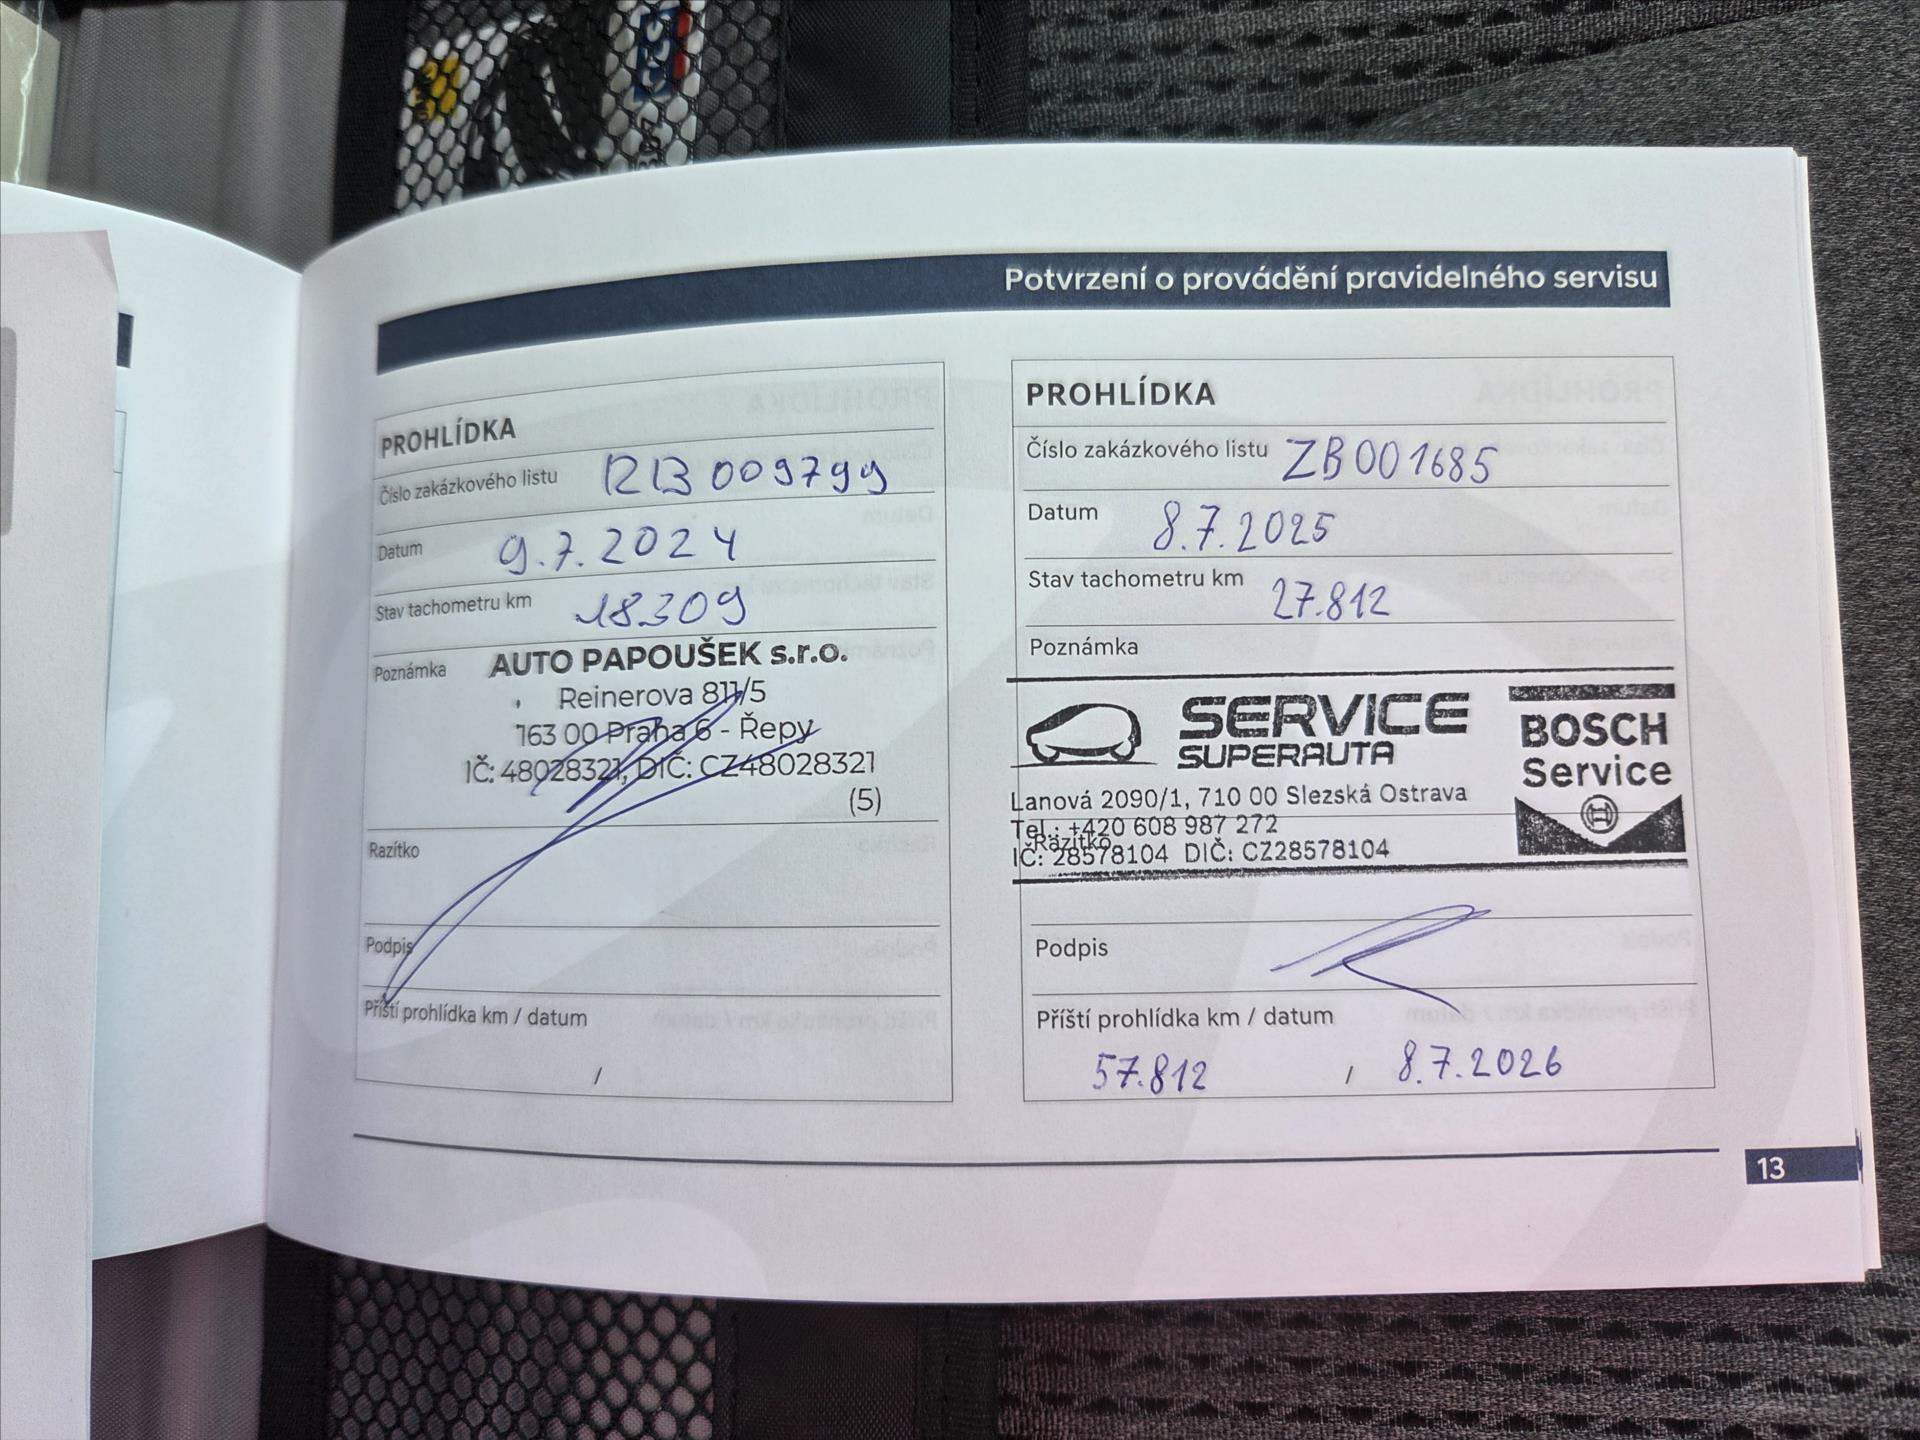 Potvrzení o provádění pravidelného servisu
PROHLÍDKA
Číslo zakázkového listu RB009799
Datum 9.7.2024
Stav tachometru km 18309
Poznámka AUTO PAPOUŠEK s.r.o.
Reinerova 811/5
163 00 Praha 6 - Řepy
IČ: 48028321, DIČ: CZ48028321
(5)
Razítko
Podpis
Příští prohlídka km / datum
/
PROHLÍDKA
Číslo zakázkového listu ZB001685
Datum 8.7.2025
Stav tachometru km 27.812
Poznámka
SERVICE
SUPERAUTA
BOSCH
Service
Lanová 2090/1, 710 00 Slezská Ostrava
Tel.: +420 608 987 272
Razítko
IČ: 28578104 DIČ: CZ28578104
Podpis
Příští prohlídka km / datum
57.812 / 8.7.2026
13